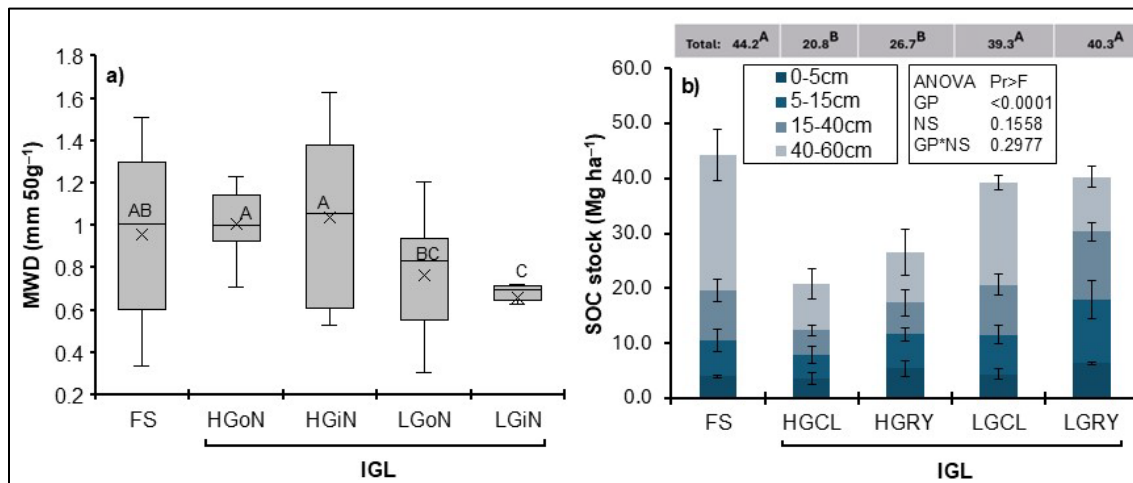 a)
MWD (mm 50g⁻¹)
1.8
1.6
1.4
1.2
1
0.8
0.6
0.4
0.2
AB
A
A
BC
C
FS
HGoN
HGiN
LGoN
LGiN
IGL
Total: 44.2ᴬ 20.8ᴮ 26.7ᴮ 39.3ᴬ 40.3ᴬ
b)
SOC stock (Mg ha⁻¹)
60.0
50.0
40.0
30.0
20.0
10.0
0.0
0-5cm
5-15cm
15-40cm
40-60cm
ANOVA Pr>F
GP <0.0001
NS 0.1558
GP*NS 0.2977
FS
HGCL
HGRY
LGCL
LGRY
IGL